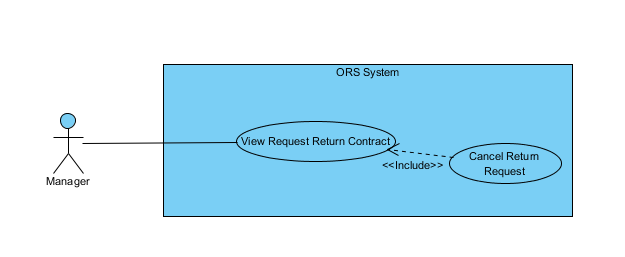 ORS System
View Request Return Contract
Cancel Return
Request
<<Include>>
Manager